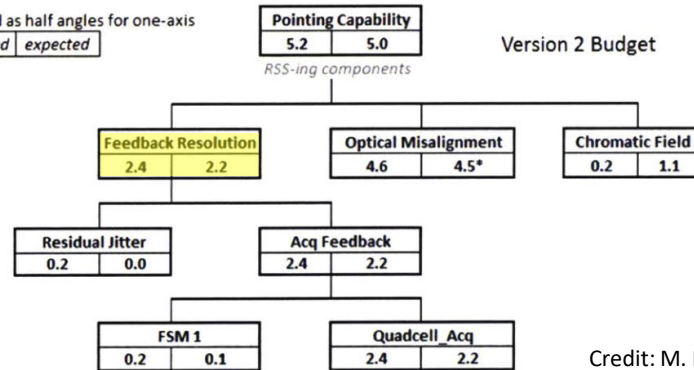 as half angles for one-axis
expected
Pointing Capability
5.2 5.0
Version 2 Budget
RSS-ing components
Feedback Resolution
2.4 2.2
Optical Misalignment
4.6 4.5*
Chromatic Field
0.2 1.1
Residual Jitter
0.2 0.0
Acq Feedback
2.4 2.2
FSM 1
0.2 0.1
Quadcell_Acq
2.4 2.2
Credit: M.